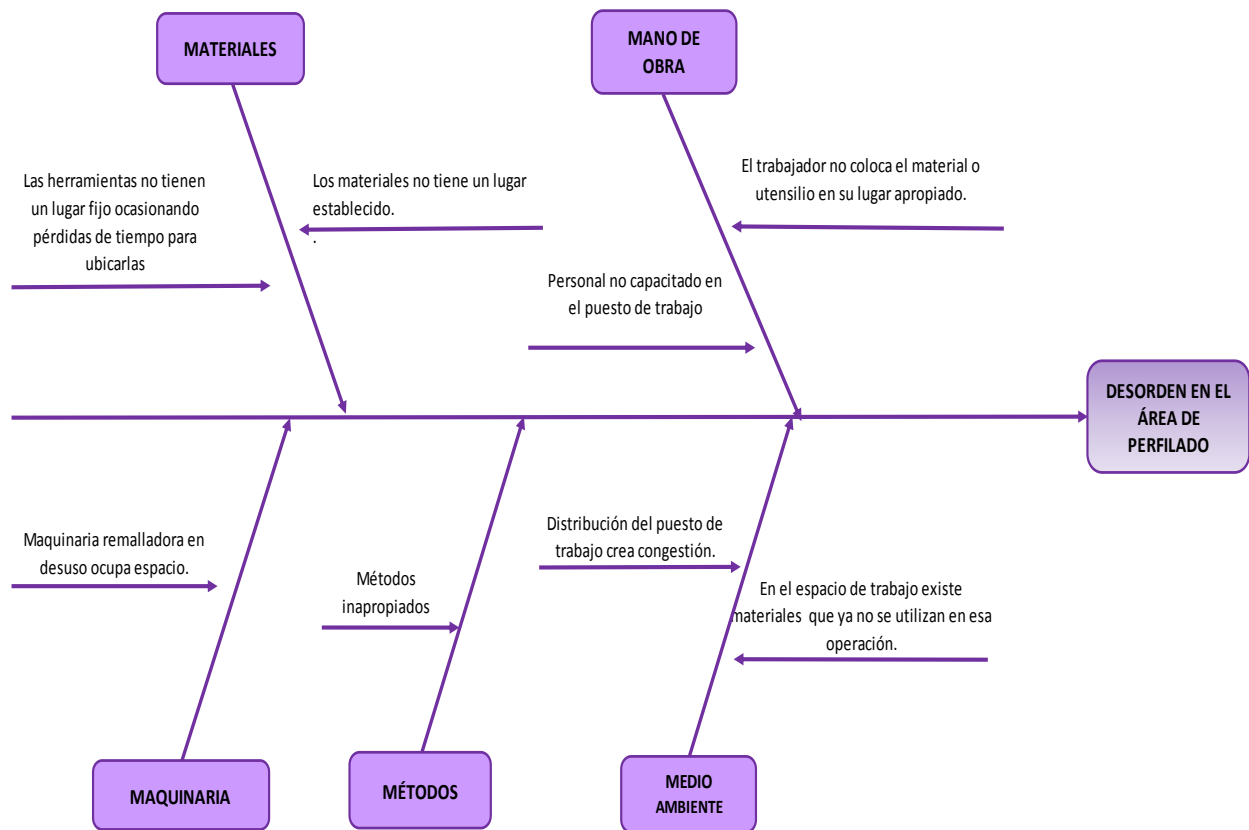 MATERIALES
MANO DE
OBRA
Las herramientas no tienen
un lugar fijo ocasionando
pérdidas de tiempo para
ubicarlas
Los materiales no tiene un lugar
establecido.
.
El trabajador no coloca el material o
utensilio en su lugar apropiado.
Personal no capacitado en
el puesto de trabajo
DESORDEN EN EL
ÁREA DE
PERFILADO
Maquinaria remalladora en
desuso ocupa espacio.
Métodos
inapropiados
Distribución del puesto de
trabajo crea congestión.
En el espacio de trabajo existe
materiales que ya no se utilizan en esa
operación.
MAQUINARIA
MÉTODOS
MEDIO
AMBIENTE